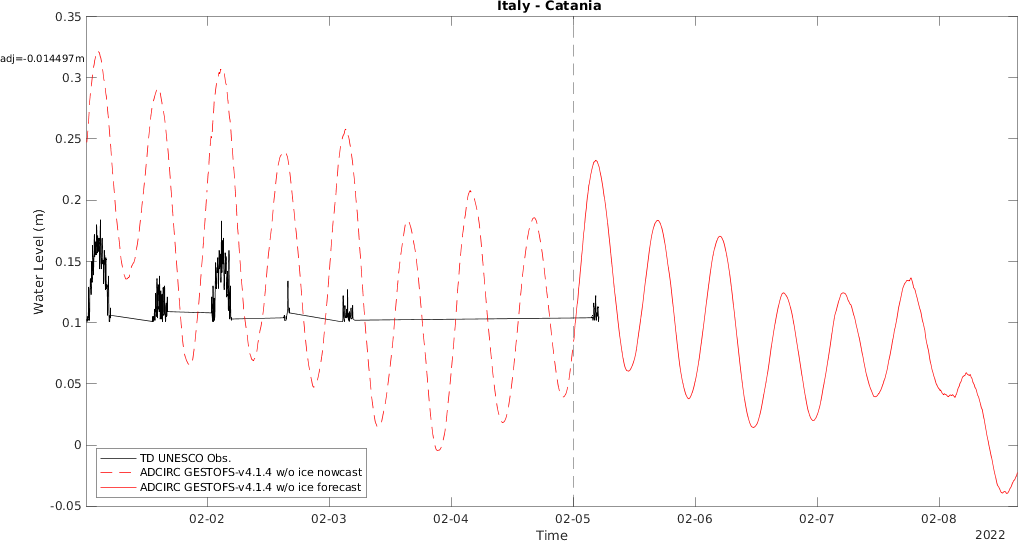 Italy - Catania
adj=-0.014497m
0.35
0.3
0.25
0.2
0.15
0.1
0.05
0
-0.05
Water Level (m)
TD UNESCO Obs.
ADCIRC GESTOFS-v4.1.4 w/o ice nowcast
ADCIRC GESTOFS-v4.1.4 w/o ice forecast
02-02 02-03 02-04 02-05 02-06 02-07 02-08
Time
2022